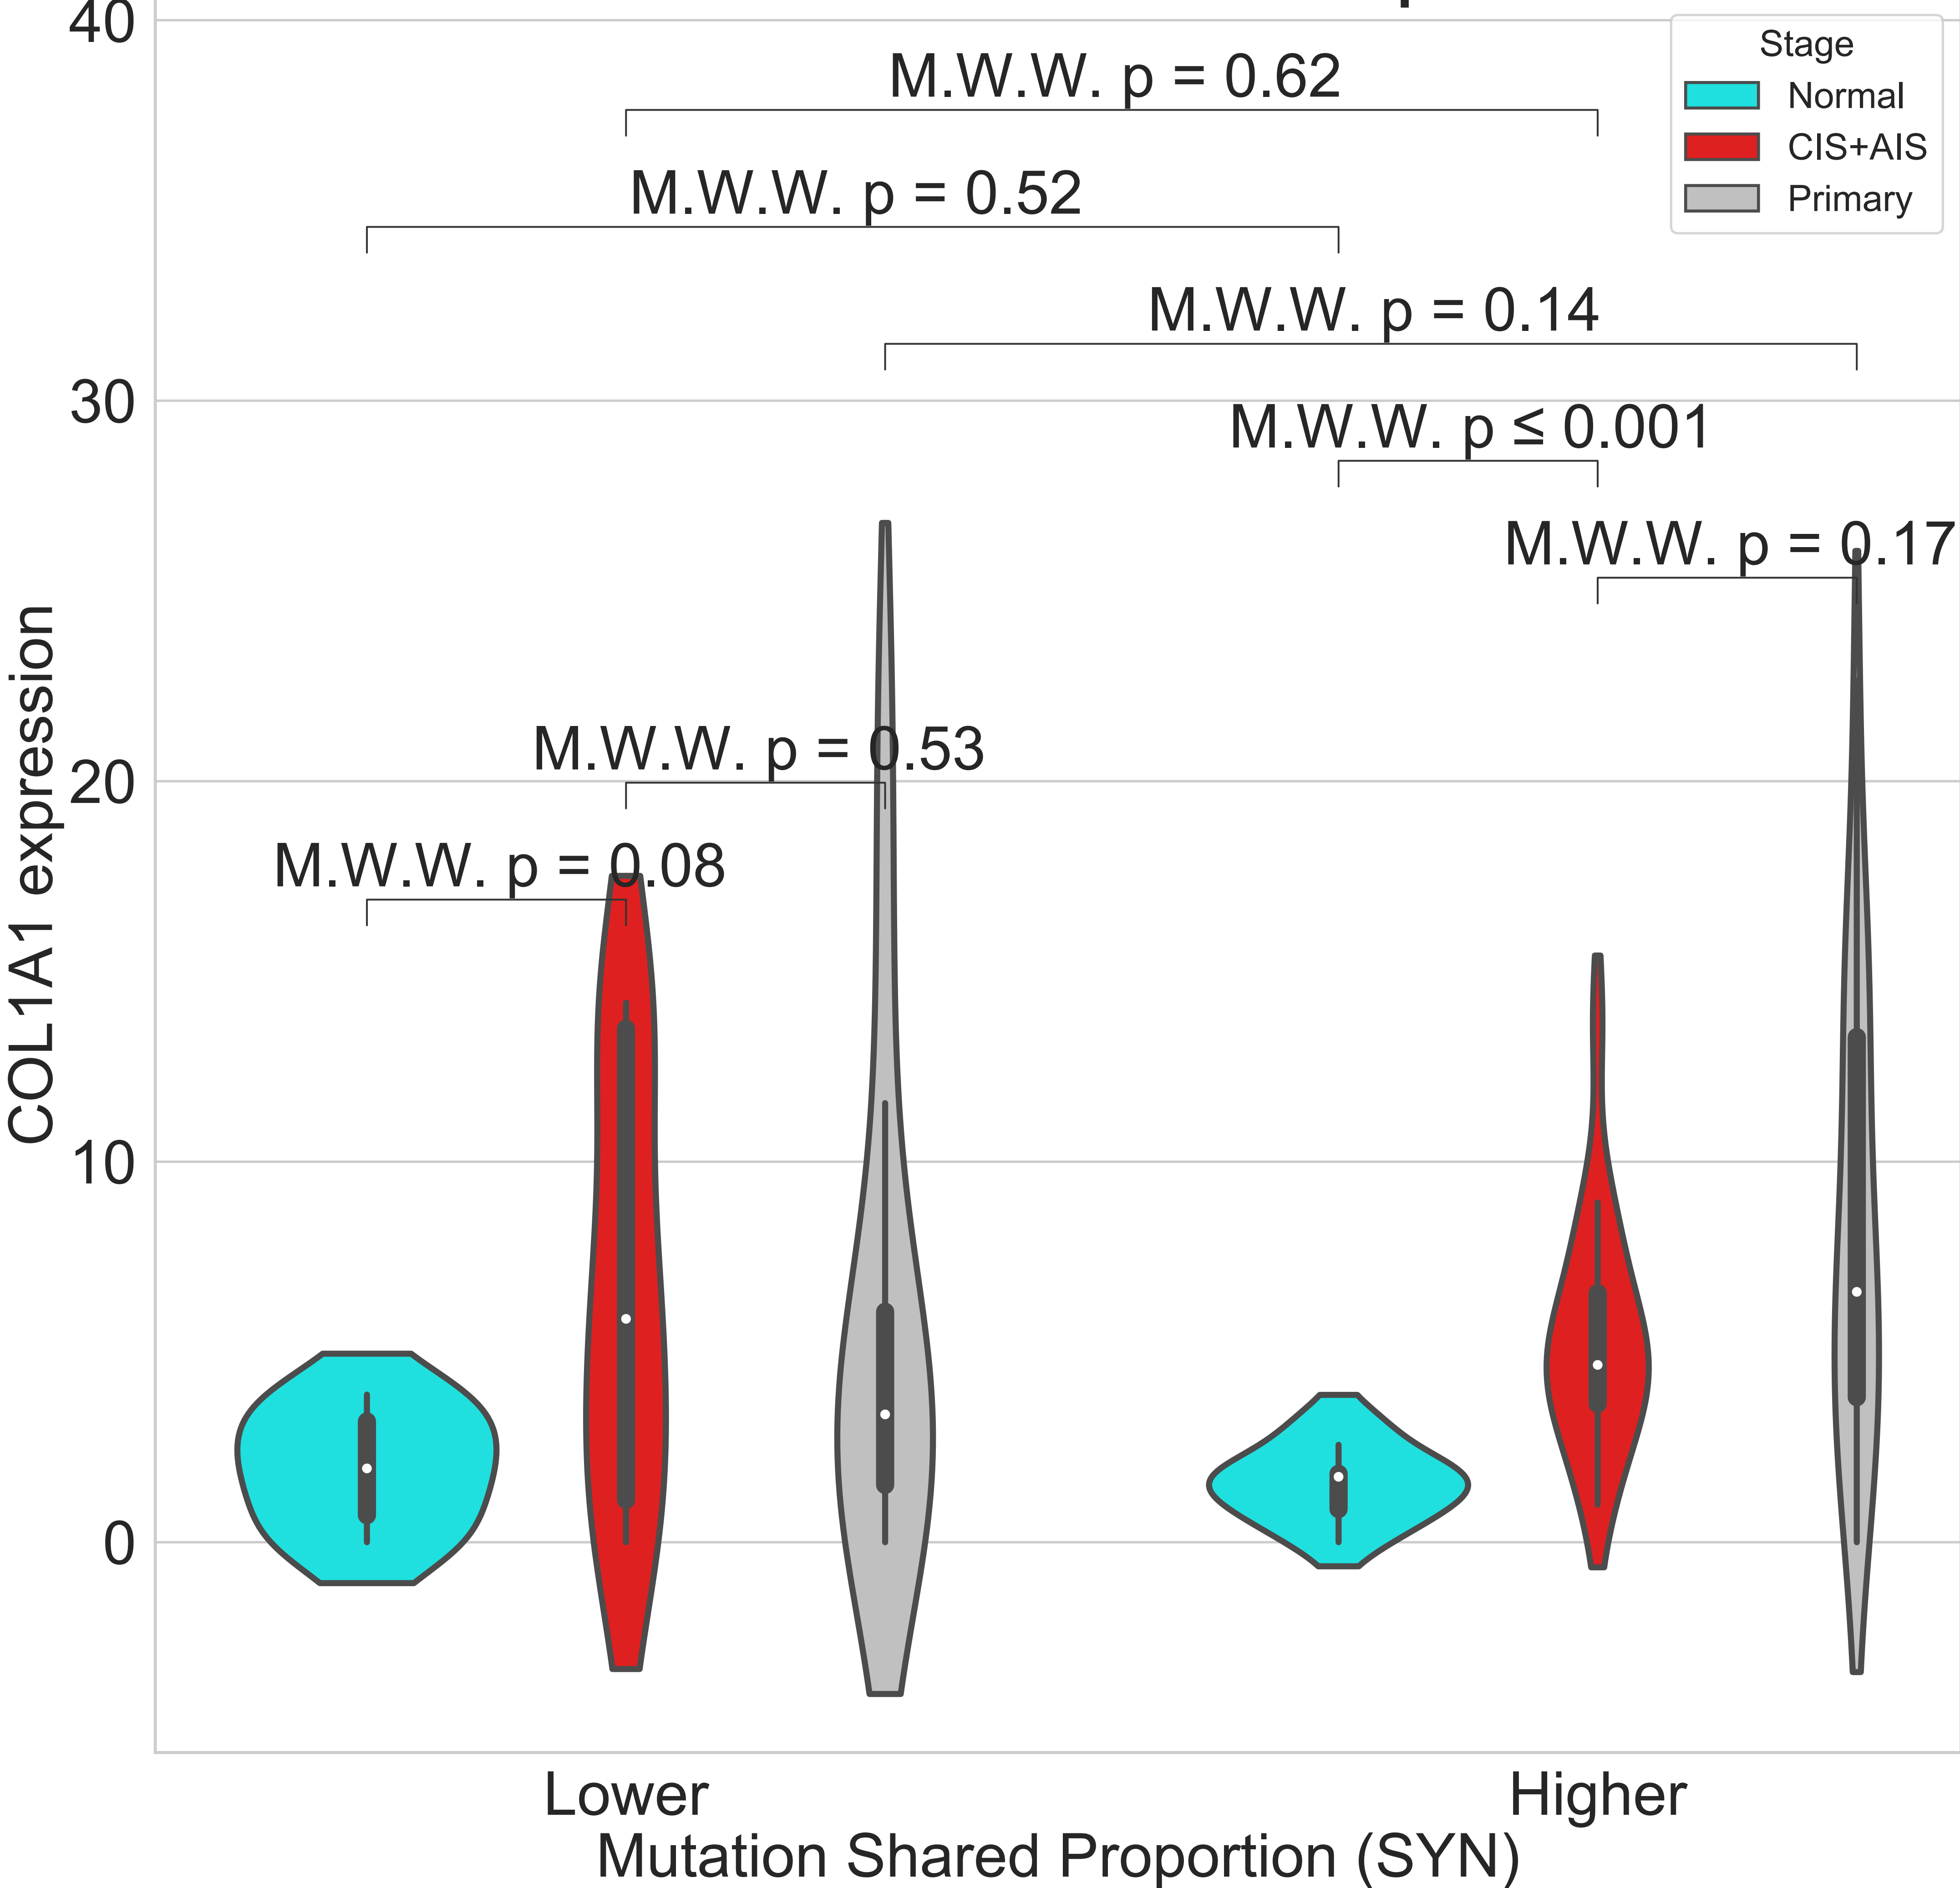 40
M.W.W. p = 0.62
Stage
Normal
CIS+AIS
Primary
M.W.W. p = 0.52
M.W.W. p = 0.14
30
M.W.W. p ≤ 0.001
M.W.W. p = 0.17
COL1A1 expression
M.W.W. p = 0.53
20
M.W.W. p = 0.08
10
0
Lower
Higher
Mutation Shared Proportion (SYN)